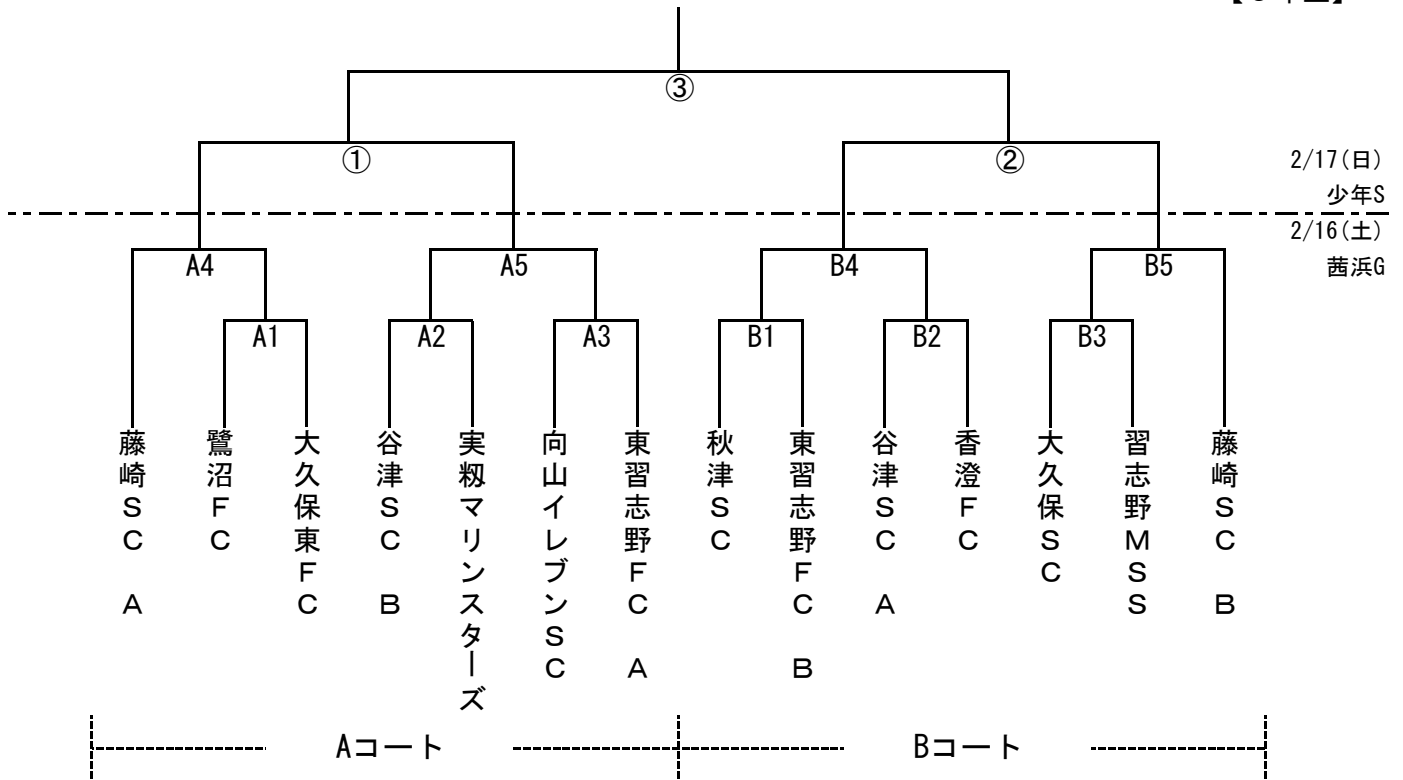 ③
①
②
2/17(日)
少年S
2/16(土)
茜浜G
A4
A5
B4
B5
A1
A2
A3
B1
B2
B3
藤崎SC A
鷺沼FC
大久保東FC
谷津SC B
実籾マリンスターズ
向山イレブンSC
東習志野FC A
秋津SC
東習志野FC B
谷津SC A
香澄FC
大久保SC
習志野MSS
藤崎SC B
Aコート
Bコート